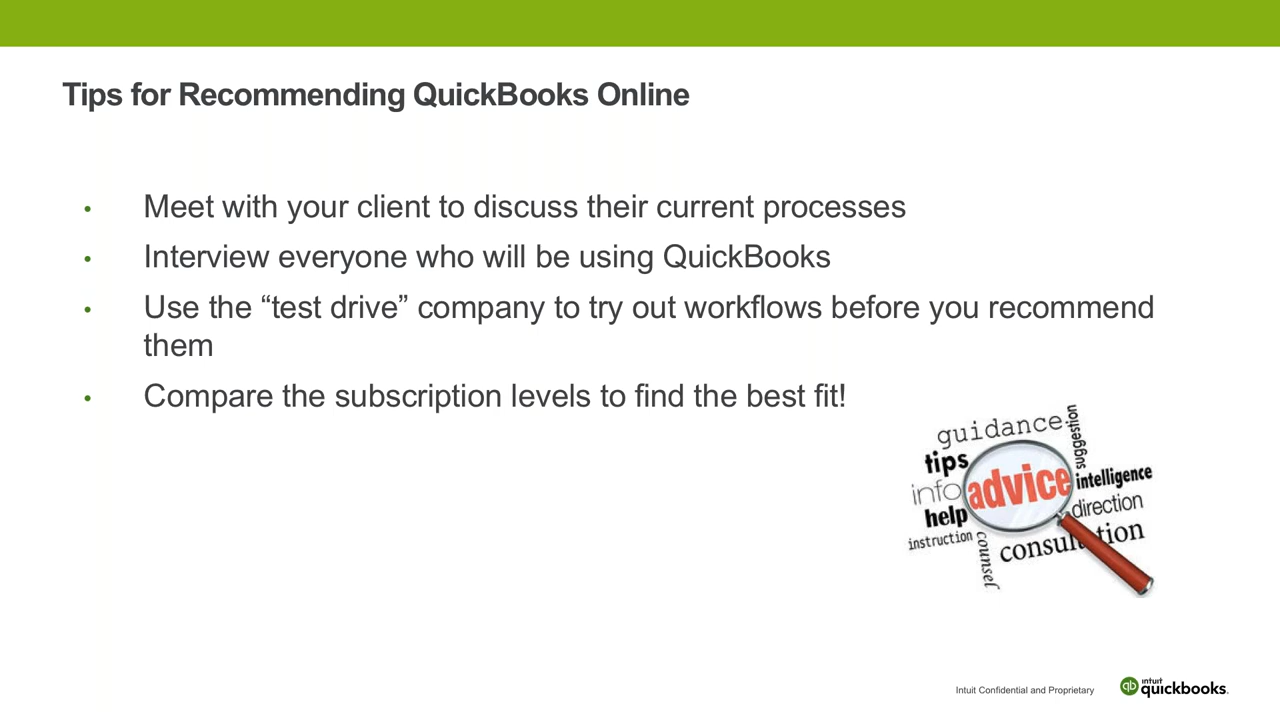 Tips for Recommending QuickBooks Online
• Meet with your client to discuss their current processes
• Interview everyone who will be using QuickBooks
• Use the “test drive” company to try out workflows before you recommend
them
• Compare the subscription levels to find the best fit!
guidance
suggestion
tips
info
advice
intelligence
help
direction
instruction
counsel
consultation
Intuit Confidential and Proprietary
qb intuit
quickbooks.